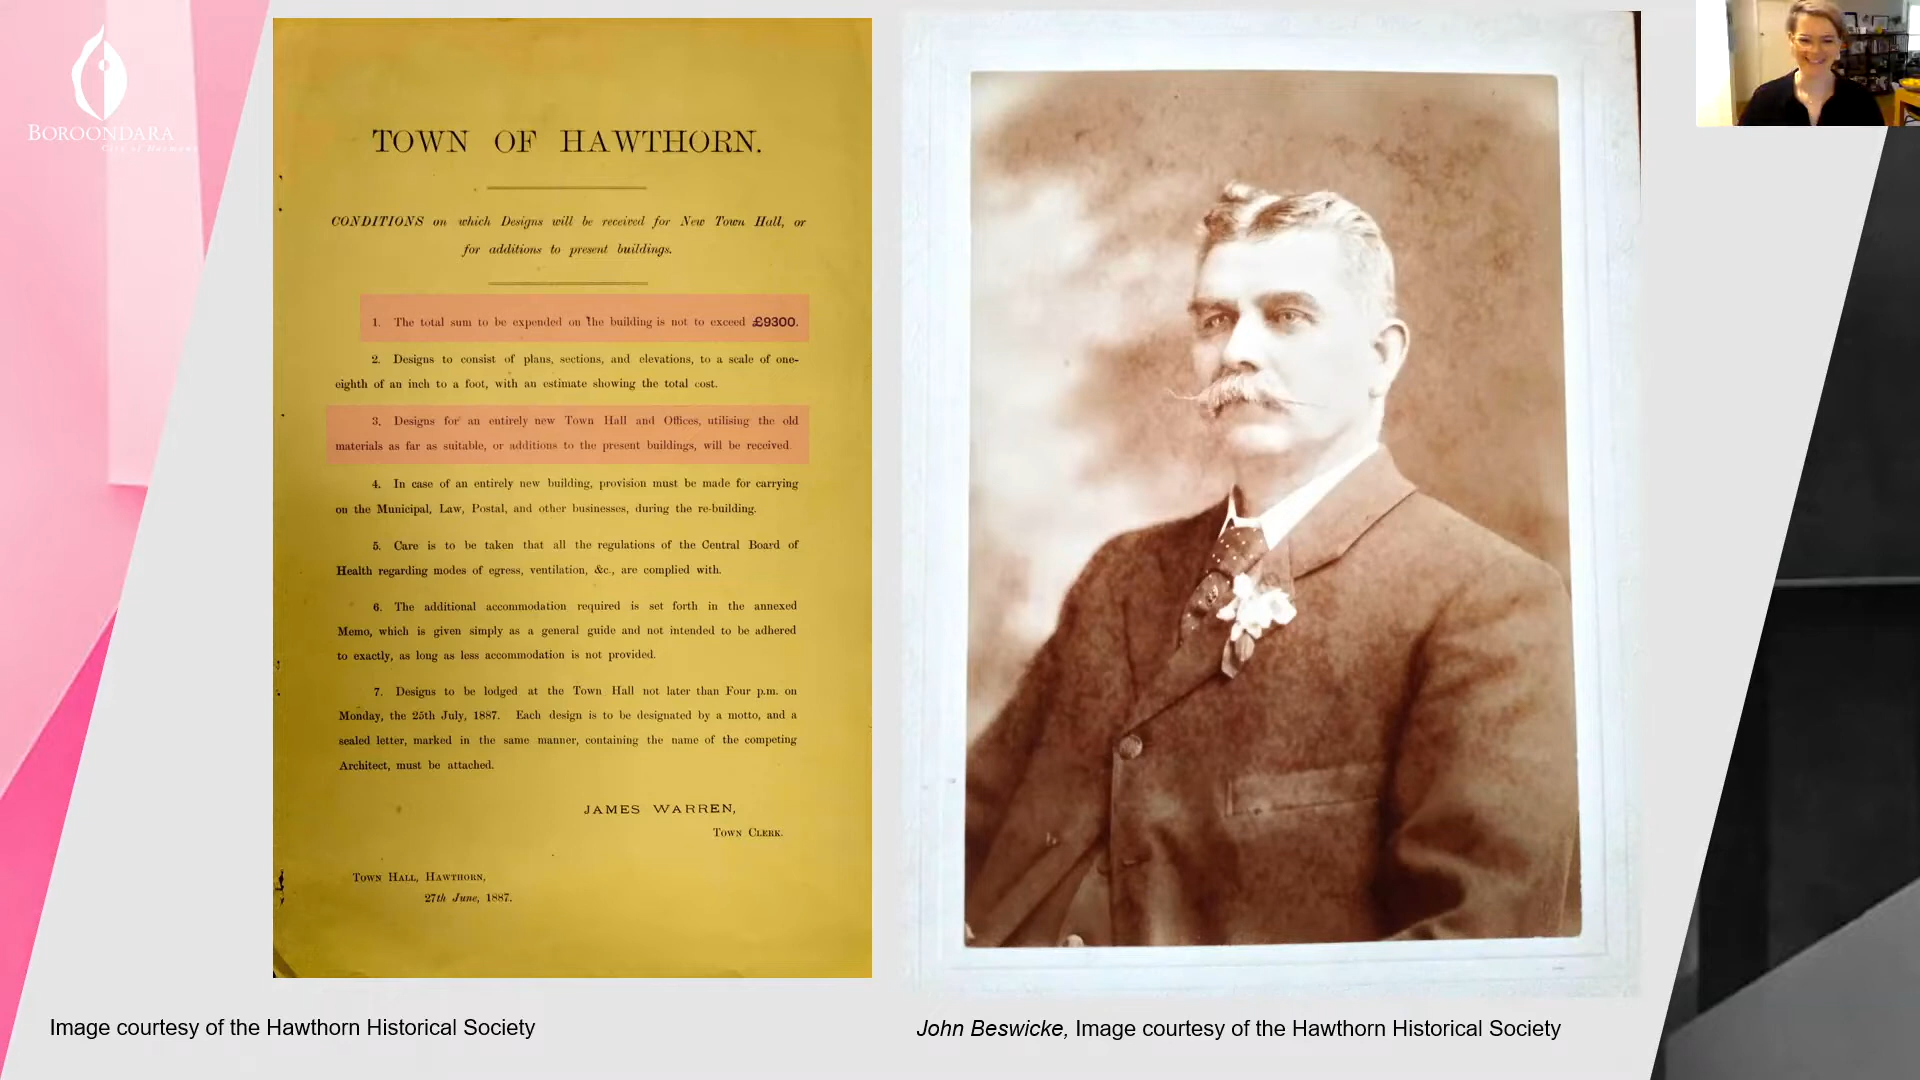 BOROONDARA
City of Harmony
TOWN OF HAWTHORN.
CONDITIONS on which Designs will be received for New Town Hall, or
for additions to present buildings.
1. The total sum to be expended on the building is not to exceed £9300.
2. Designs to consist of plans, sections, and elevations, to a scale of one-
eighth of an inch to a foot, with an estimate showing the total cost.
3. Designs for an entirely new Town Hall and Offices, utilising the old
materials as far as suitable, or additions to the present buildings, will be received.
4. In case of an entirely new building, provision must be made for carrying
on the Municipal, Law, Postal, and other businesses, during the re-building.
5. Care is to be taken that all the regulations of the Central Board of
Health regarding modes of egress, ventilation, &c., are complied with.
6. The additional accommodation required is set forth in the annexed
Memo, which is given simply as a general guide and not intended to be adhered
to exactly, as long as less accommodation is not provided.
7. Designs to be lodged at the Town Hall not later than Four p.m. on
Monday, the 25th July, 1887. Each design is to be designated by a motto, and a
sealed letter, marked in the same manner, containing the name of the competing
Architect, must be attached.
JAMES WARREN,
TOWN CLERK.
TOWN HALL, HAWTHORN,
27th June, 1887.
Image courtesy of the Hawthorn Historical Society
John Beswicke, Image courtesy of the Hawthorn Historical Society